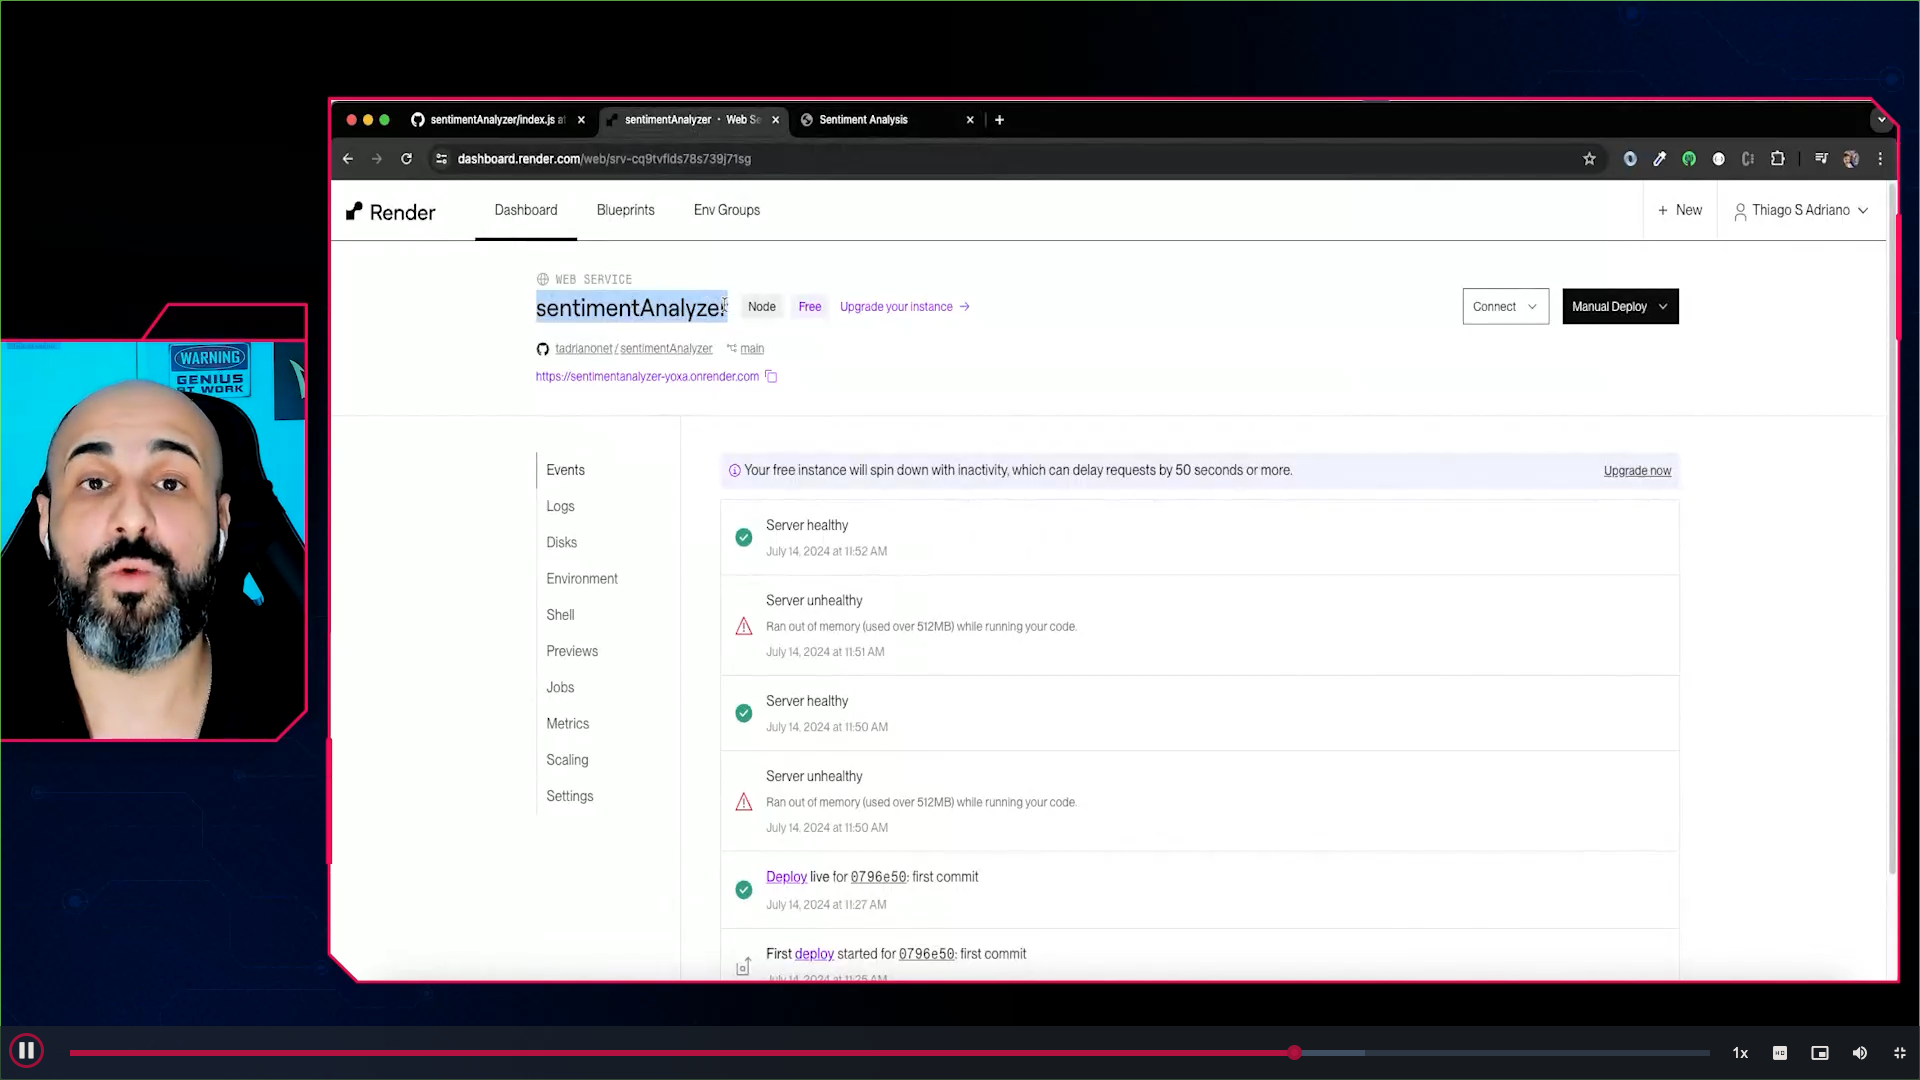 sentimentAnalyzer/index.js at
sentimentAnalyzer · Web Se
Sentiment Analysis
dashboard.render.com/web/srv-cq9tvflds78s739j71sg
Render
Dashboard
Blueprints
Env Groups
+ New
Thiago S Adriano
WEB SERVICE
sentimentAnalyzer
Node
Free
Upgrade your instance →
Connect
Manual Deploy
tadrianonet / sentimentAnalyzer
main
https://sentimentanalyzer-yoxa.onrender.com
WARNING
GENIUS
AT WORK
Events
Logs
Disks
Environment
Shell
Previews
Jobs
Metrics
Scaling
Settings
Your free instance will spin down with inactivity, which can delay requests by 50 seconds or more.
Upgrade now
Server healthy
July 14, 2024 at 11:52 AM
Server unhealthy
Ran out of memory (used over 512MB) while running your code.
July 14, 2024 at 11:51 AM
Server healthy
July 14, 2024 at 11:50 AM
Server unhealthy
Ran out of memory (used over 512MB) while running your code.
July 14, 2024 at 11:50 AM
Deploy live for 0796e50: first commit
July 14, 2024 at 11:27 AM
First deploy started for 0796e50: first commit
July 14, 2024 at 11:25 AM
1x